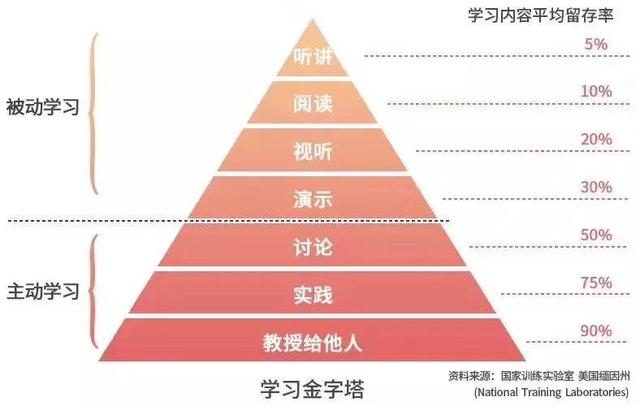 学习内容平均留存率
听讲 5%
阅读 10%
被动学习
视听 20%
演示 30%
讨论 50%
主动学习
实践 75%
教授给他人 90%
学习金字塔
资料来源：国家训练实验室 美国缅因州
(National Training Laboratories)